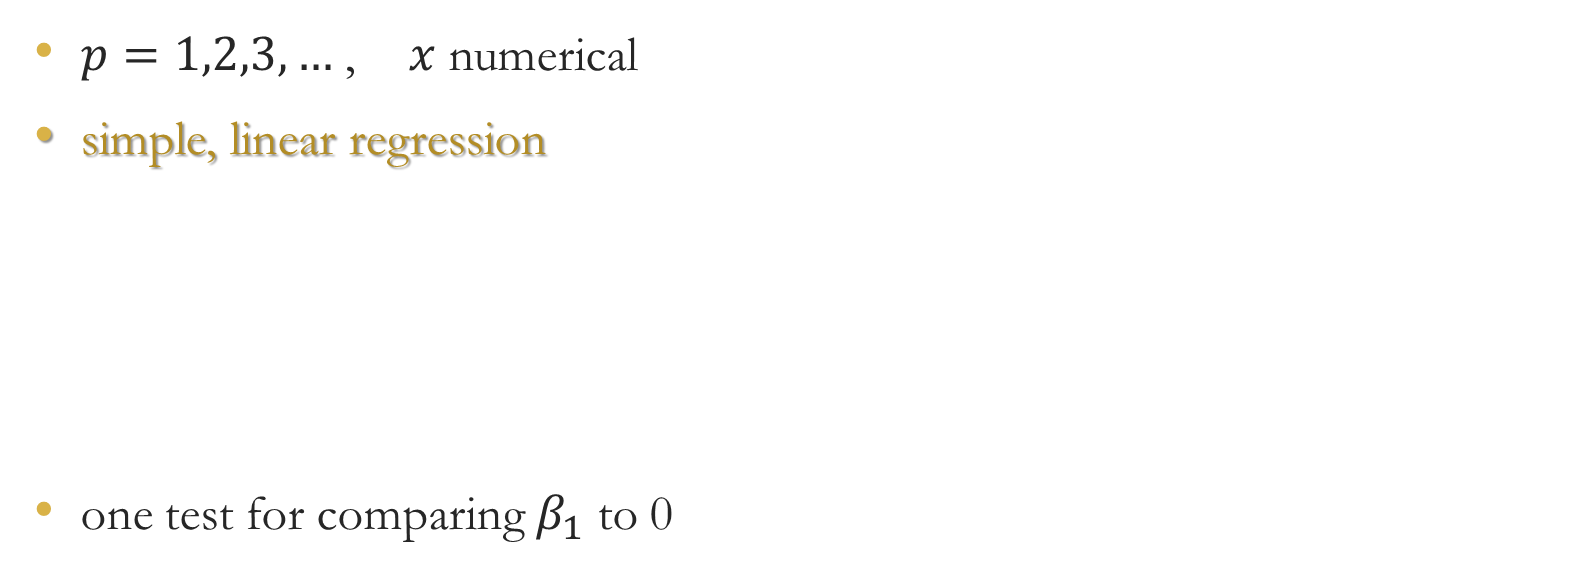 • 𝑝 = 1,2,3, … ,   𝑥 numerical
• simple, linear regression
• one test for comparing 𝛽₁ to 0